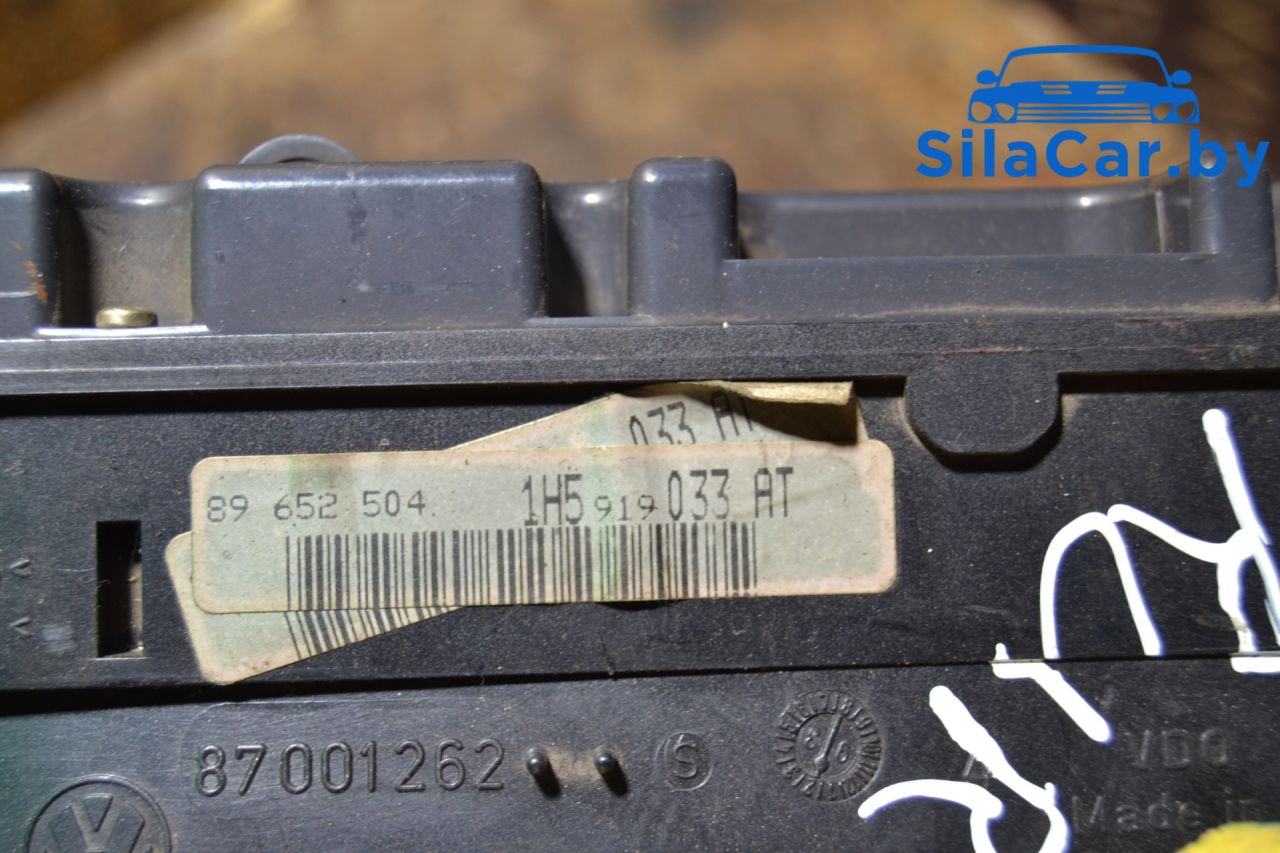 SilaCar.by
033 AT
89 652 504 1H5 919 033 AT
87001262 S
VDO
Made in